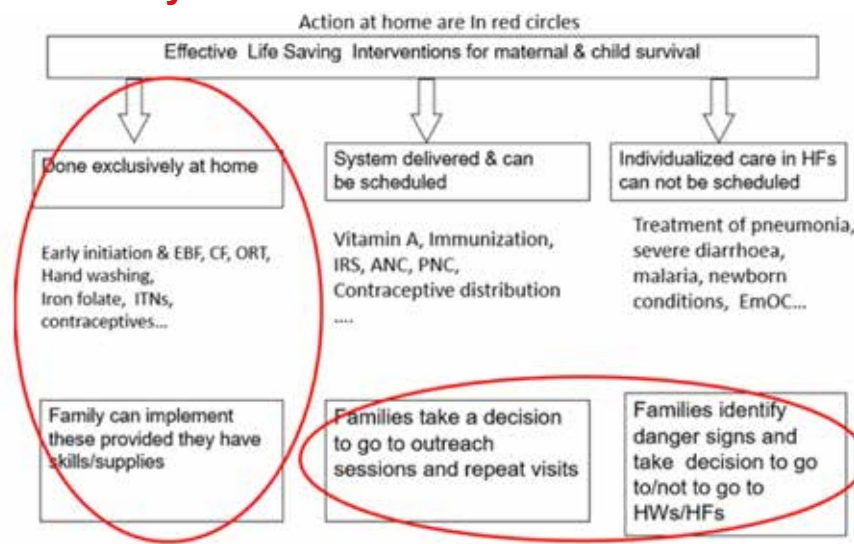 Action at home are In red circles
Effective Life Saving Interventions for maternal & child survival
Done exclusively at home
System delivered & can
be scheduled
Individualized care in HFs
can not be scheduled
Early initiation & EBF, CF, ORT,
Hand washing,
Iron folate, ITNs,
contraceptives...
Vitamin A, Immunization,
IRS, ANC, PNC,
Contraceptive distribution
....
Treatment of pneumonia,
severe diarrhoea,
malaria, newborn
conditions, EmOC...
Family can implement
these provided they have
skills/supplies
Families take a decision
to go to outreach
sessions and repeat visits
Families identify
danger signs and
take decision to go
to/not to go to
HWs/HFs